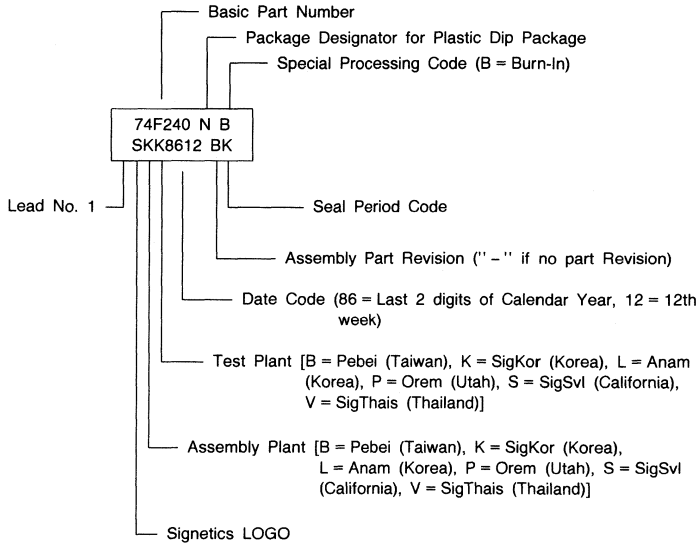 Basic Part Number
Package Designator for Plastic Dip Package
Special Processing Code (B = Burn-In)
74F240 N B
SKK8612 BK
Lead No. 1
Seal Period Code
Assembly Part Revision ("–" if no part Revision)
Date Code (86 = Last 2 digits of Calendar Year, 12 = 12th
week)
Test Plant [B = Pebei (Taiwan), K = SigKor (Korea), L = Anam
(Korea), P = Orem (Utah), S = SigSvl (California),
V = SigThais (Thailand)]
Assembly Plant [B = Pebei (Taiwan), K = SigKor (Korea),
L = Anam (Korea), P = Orem (Utah), S = SigSvl
(California), V = SigThais (Thailand)]
Signetics LOGO